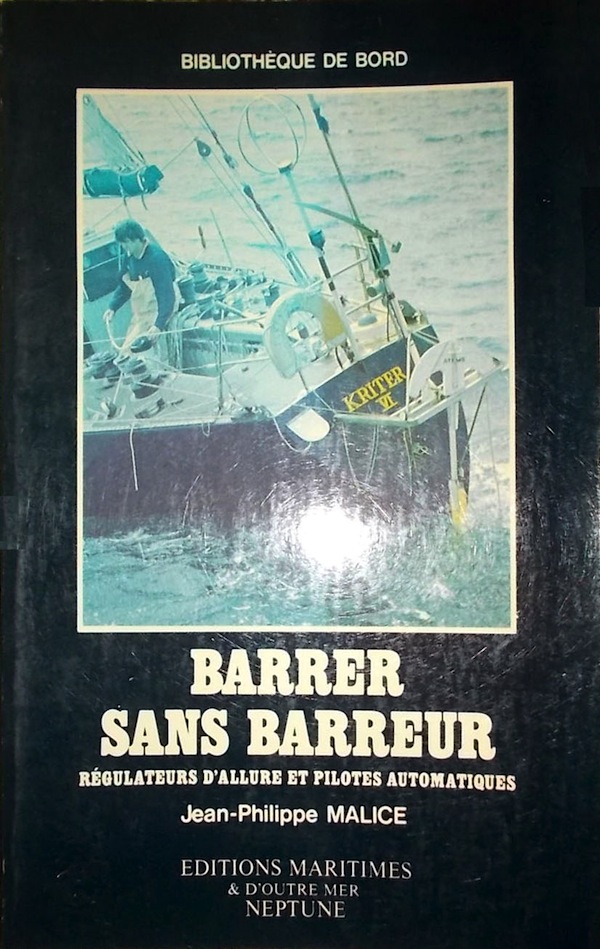 BIBLIOTHÈQUE DE BORD
KRITER
VI
BARRER
SANS BARREUR
RÉGULATEURS D'ALLURE ET PILOTES AUTOMATIQUES
Jean-Philippe MALICE
EDITIONS MARITIMES
& D'OUTRE MER
NEPTUNE